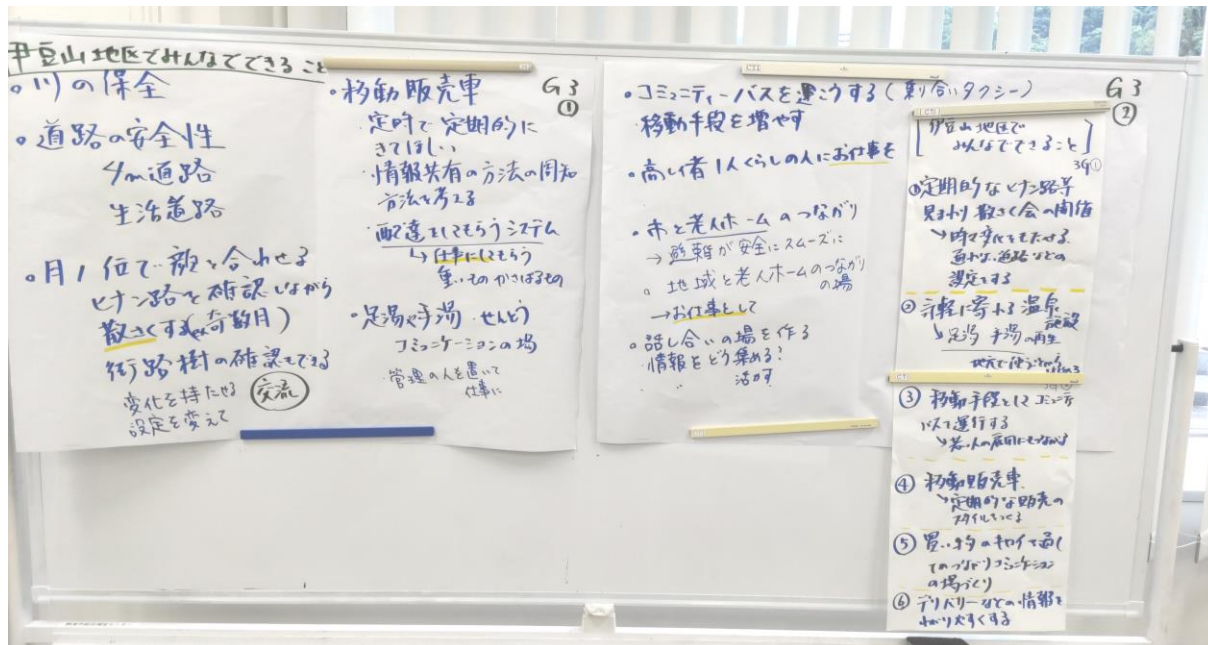 伊豆山地区でみんなでできること
・川の保全
・道路の安全性
4m道路
生活道路
・月1位で顔を合わせる
ヒナン路を確認しながら
散さくする(奇数月)
街路樹の確認もできる
変化を持たせる
設定を変えて
交流
G3
①
・移動販売車
定時で定期的に
きてほしい
・情報共有の方法の周知
方法を考える
・配達をしてもらうシステム
↳仕事にしてもらう
重いものかさばるもの
・足湯や手湯 せんとう
コミュニケーションの場
・管理の人を置いて
仕事に
G3
②
・コミュニティーバスを運こうする(乗り合いタクシー)
移動手段を増やす
・高れい者1人くらしの人にお仕事を
・市と老人ホームのつながり
→避難が安全にスムーズに
。地域と老人ホームのつながり
の場
→お仕事として
・話し合いの場を作る
・情報をどう集める?
・〃 活かす
伊豆山地区で
みんなでできること
3G①
①定期的なヒナン路等
見まわり散さく会の開催
↳時々変化をもたせる
設定をする
②気軽に寄れる温泉
施設
↳足湯 手湯の再生
③移動手段としてコミュニティ
バスを運行する
④移動販売車
↳定期的な販売の
スタイルをつくる
⑤買い物
てのつながりコミュニケーション
の場づくり
⑥デリバリーなどの情報を
わかりやすくする